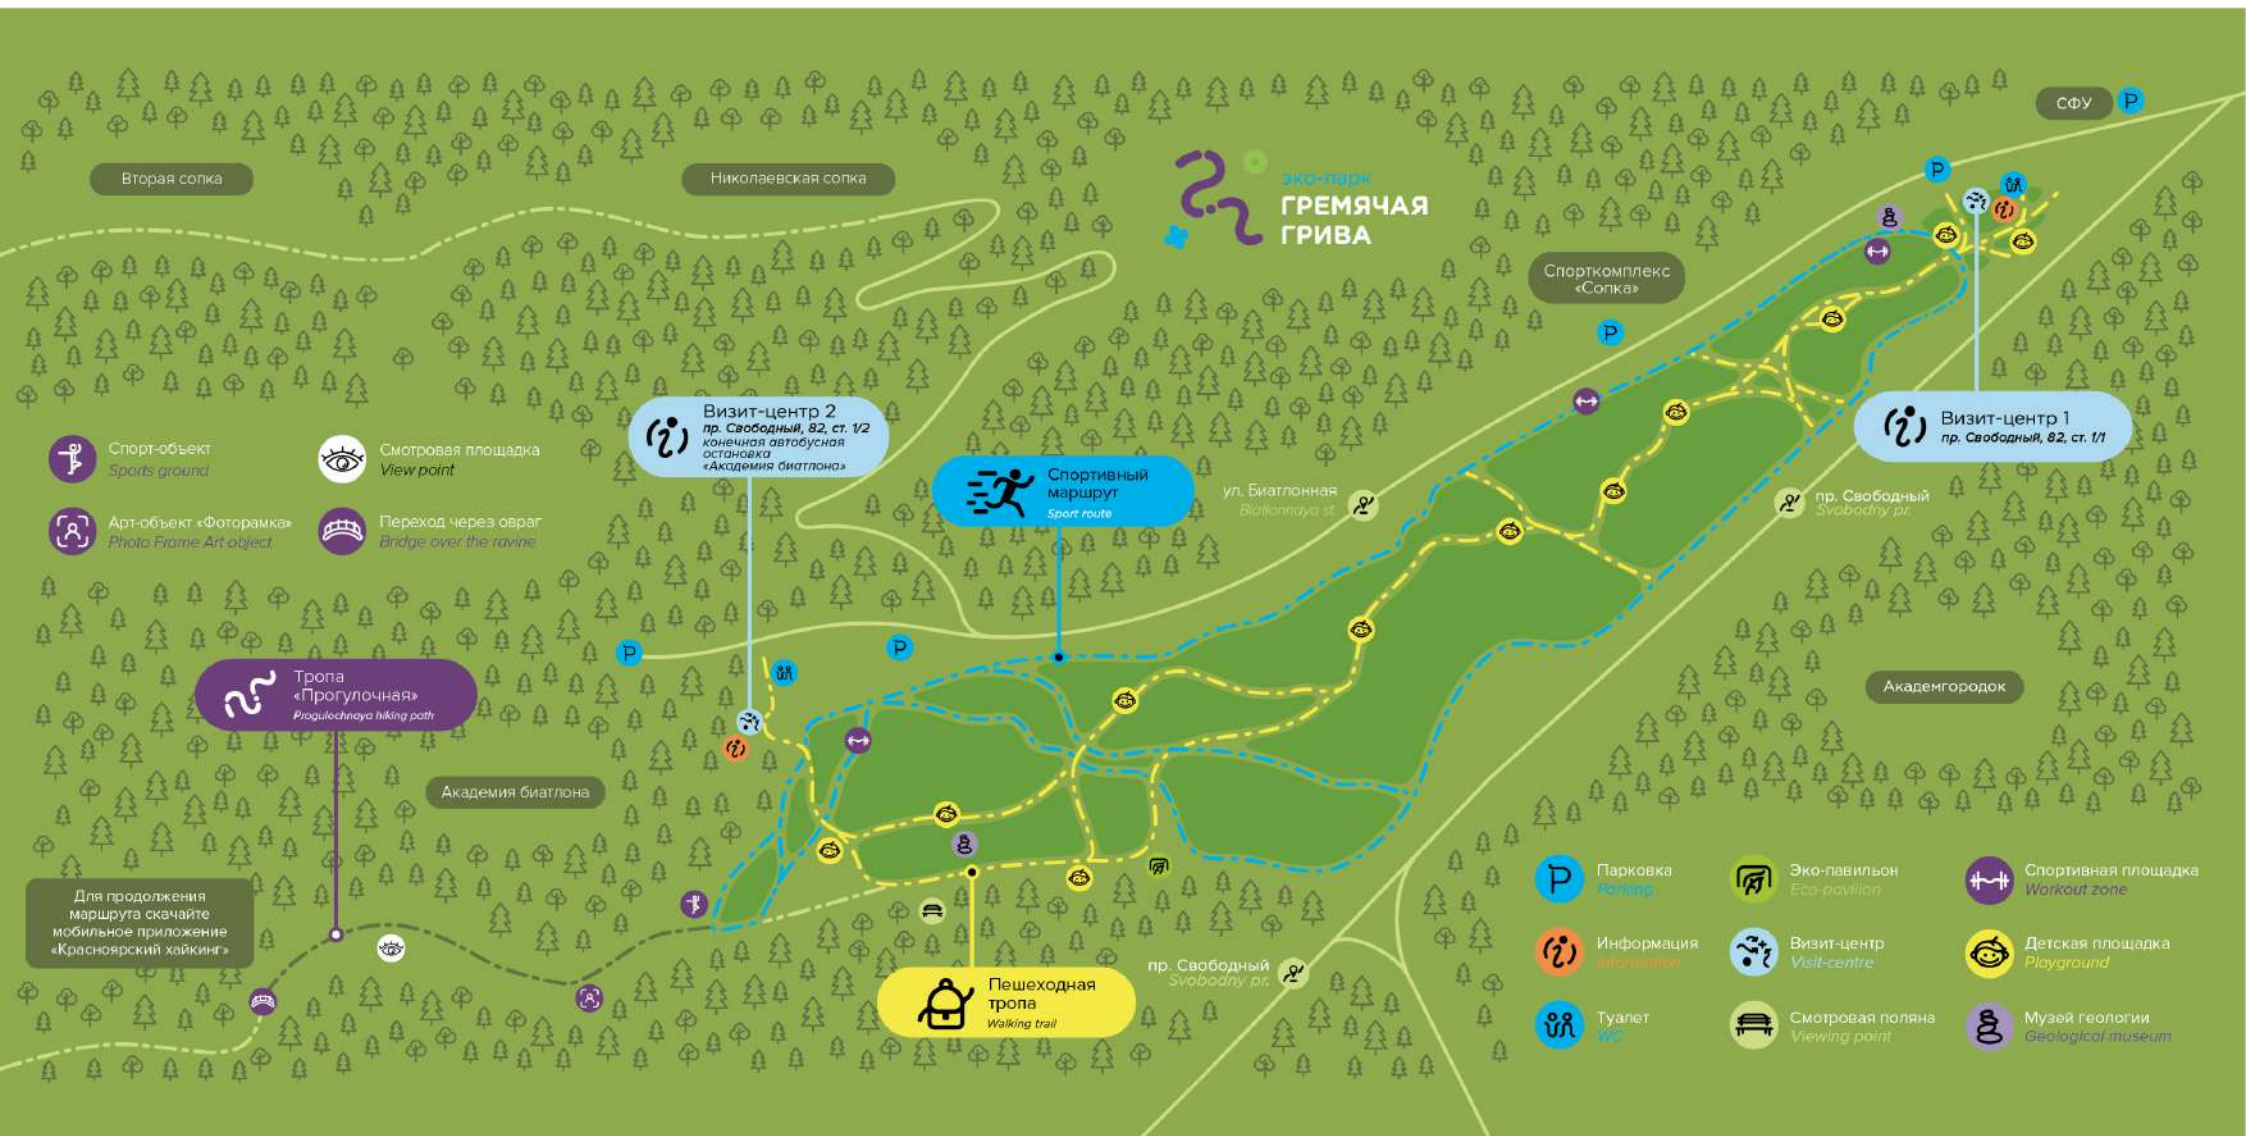 СФУ
Вторая сопка
Николаевская сопка
эко-парк
ГРЕМЯЧАЯ
ГРИВА
Спорткомплекс
«Сопка»
Визит-центр 2
пр. Свободный, 82, ст. 1/2
конечная автобусная
остановка
«Академия биатлона»
Визит-центр 1
пр. Свободный, 82, ст. 1/1
Спорт-объект
Sports ground
Смотровая площадка
View point
Арт-объект «Фоторамка»
Photo Frame Art object
Переход через овраг
Bridge over the ravine
Спортивный
маршрут
Sport route
ул. Биатлонная
Biatlonnaya st.
пр. Свободный
Svobodny pr.
Тропа
«Прогулочная»
Progulochnaya hiking path
Академгородок
Академия биатлона
Для продолжения
маршрута скачайте
мобильное приложение
«Красноярский хайкинг»
пр. Свободный
Svobodny pr.
Пешеходная
тропа
Walking trail
Парковка
Parking
Эко-павильон
Eco-pavilion
Спортивная площадка
Workout zone
Информация
Information
Визит-центр
Visit-centre
Детская площадка
Playground
Туалет
WC
Смотровая поляна
Viewing point
Музей геологии
Geological museum